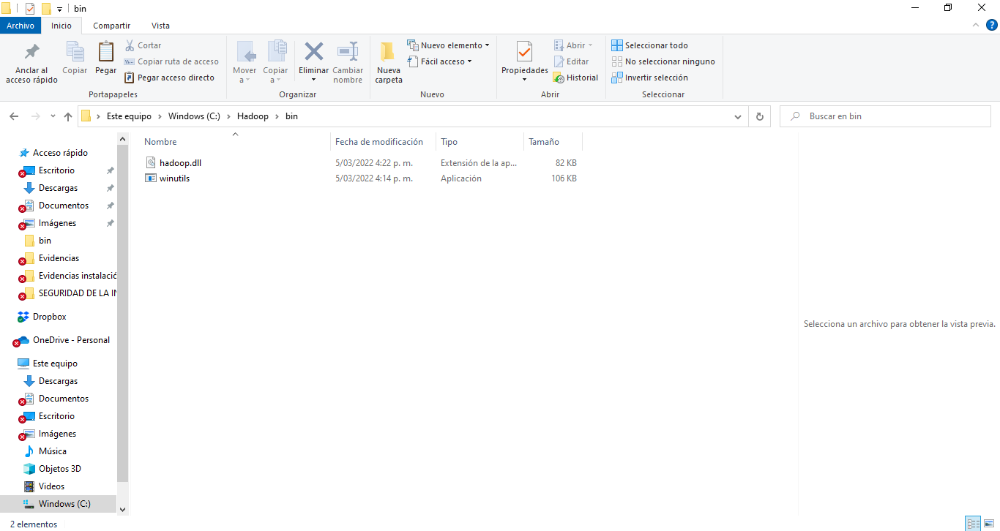 bin
Archivo Inicio Compartir Vista
Anclar al acceso rápido
Copiar
Pegar
Cortar
Copiar ruta de acceso
Pegar acceso directo
Portapapeles
Mover a
Copiar a
Eliminar
Cambiar nombre
Organizar
Nueva carpeta
Nuevo elemento
Fácil acceso
Nuevo
Propiedades
Abrir
Editar
Historial
Abrir
Seleccionar todo
No seleccionar ninguno
Invertir selección
Seleccionar
Este equipo > Windows (C:) > Hadoop > bin
Buscar en bin
Acceso rápido
Escritorio
Descargas
Documentos
Imágenes
bin
Evidencias
Evidencias instalació
SEGURIDAD DE LA IN
Dropbox
OneDrive - Personal
Este equipo
Descargas
Documentos
Escritorio
Imágenes
Música
Objetos 3D
Videos
Windows (C:)
Nombre Fecha de modificación Tipo Tamaño
hadoop.dll 5/03/2022 4:22 p. m. Extensión de la ap... 82 KB
winutils 5/03/2022 4:14 p. m. Aplicación 106 KB
Selecciona un archivo para obtener la vista previa.
2 elementos